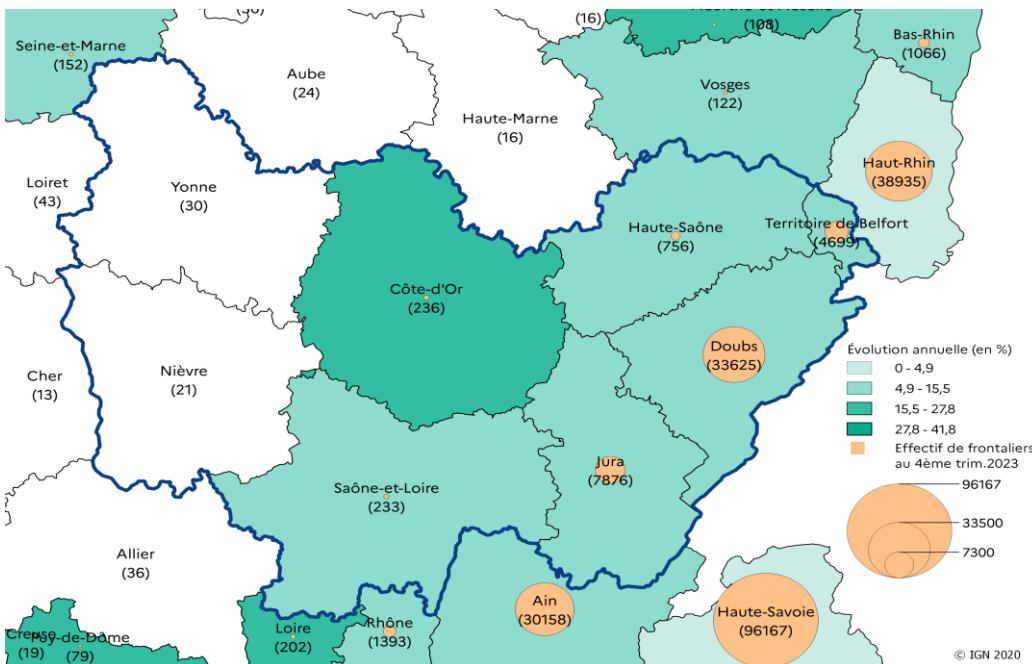 (16)
(108)
Seine-et-Marne
(152)
Aube
(24)
Haute-Marne
(16)
Vosges
(122)
Bas-Rhin
(1066)
Haut-Rhin
(38935)
Loiret
(43)
Yonne
(30)
Haute-Saône
(756)
Territoire de Belfort
(4699)
Côte-d'Or
(236)
Doubs
(33625)
Cher
(13)
Nièvre
(21)
Évolution annuelle (en %)
0 - 4,9
4,9 - 15,5
15,5 - 27,8
27,8 - 41,8
Effectif de frontaliers
au 4ème trim.2023
96167
33500
7300
Jura
(7876)
Saône-et-Loire
(233)
Allier
(36)
Ain
(30158)
Haute-Savoie
(96167)
Creuse
(19)
Puy-de-Dôme
(79)
Loire
(202)
Rhône
(1393)
© IGN 2020